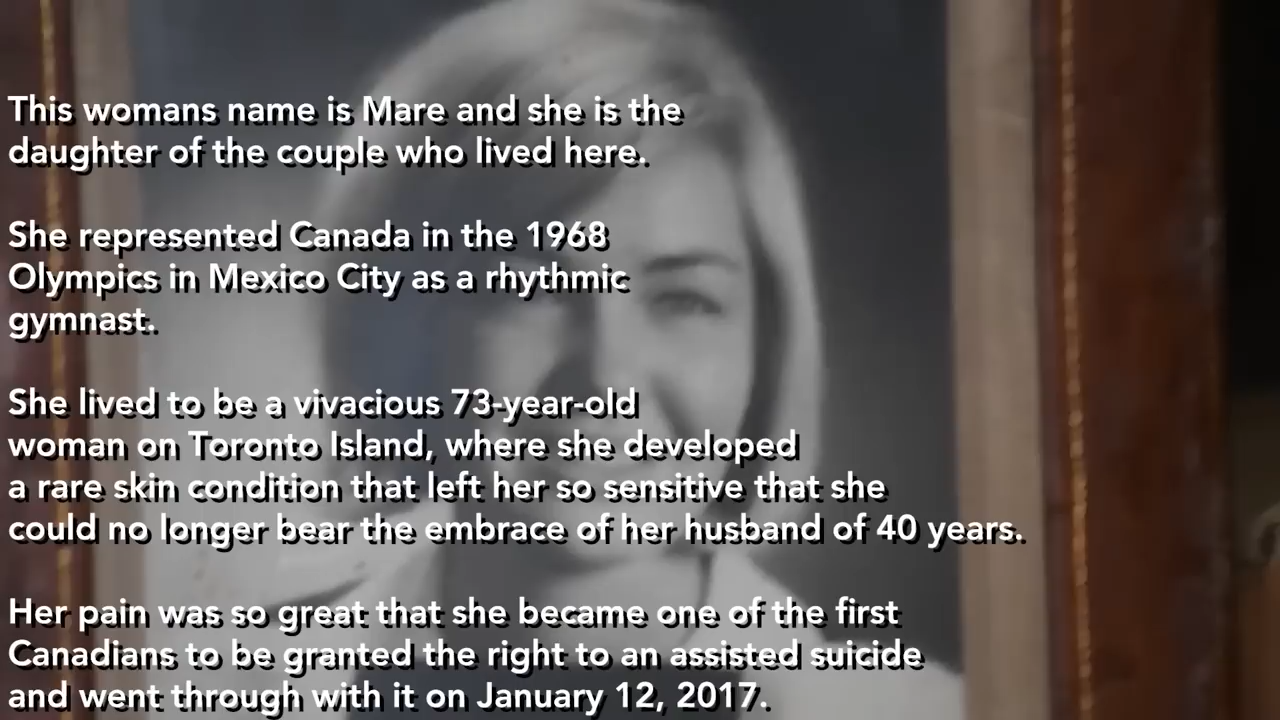 This womans name is Mare and she is the
daughter of the couple who lived here.
She represented Canada in the 1968
Olympics in Mexico City as a rhythmic
gymnast.
She lived to be a vivacious 73-year-old
woman on Toronto Island, where she developed
a rare skin condition that left her so sensitive that she
could no longer bear the embrace of her husband of 40 years.
Her pain was so great that she became one of the first
Canadians to be granted the right to an assisted suicide
and went through with it on January 12, 2017.